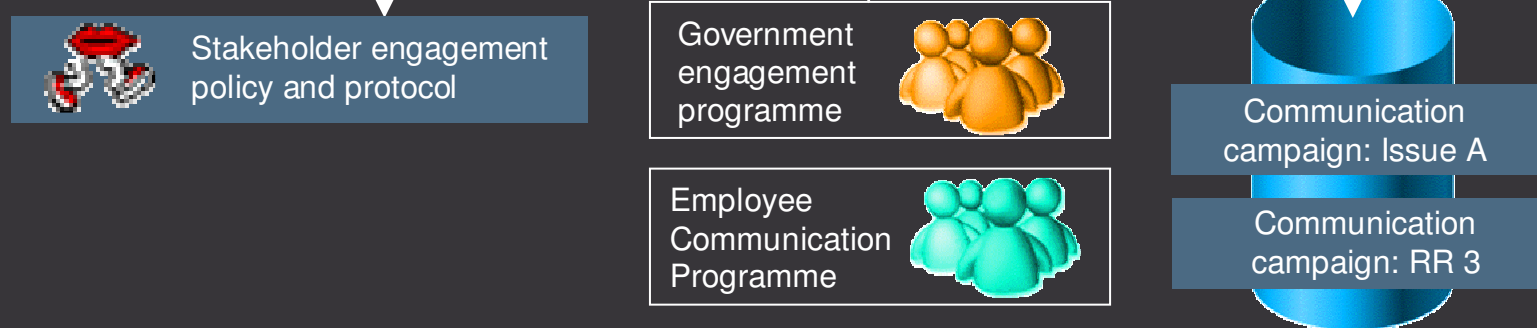 Stakeholder engagement
policy and protocol
Government
engagement
programme
Employee
Communication
Programme
Communication
campaign: Issue A
Communication
campaign: RR 3